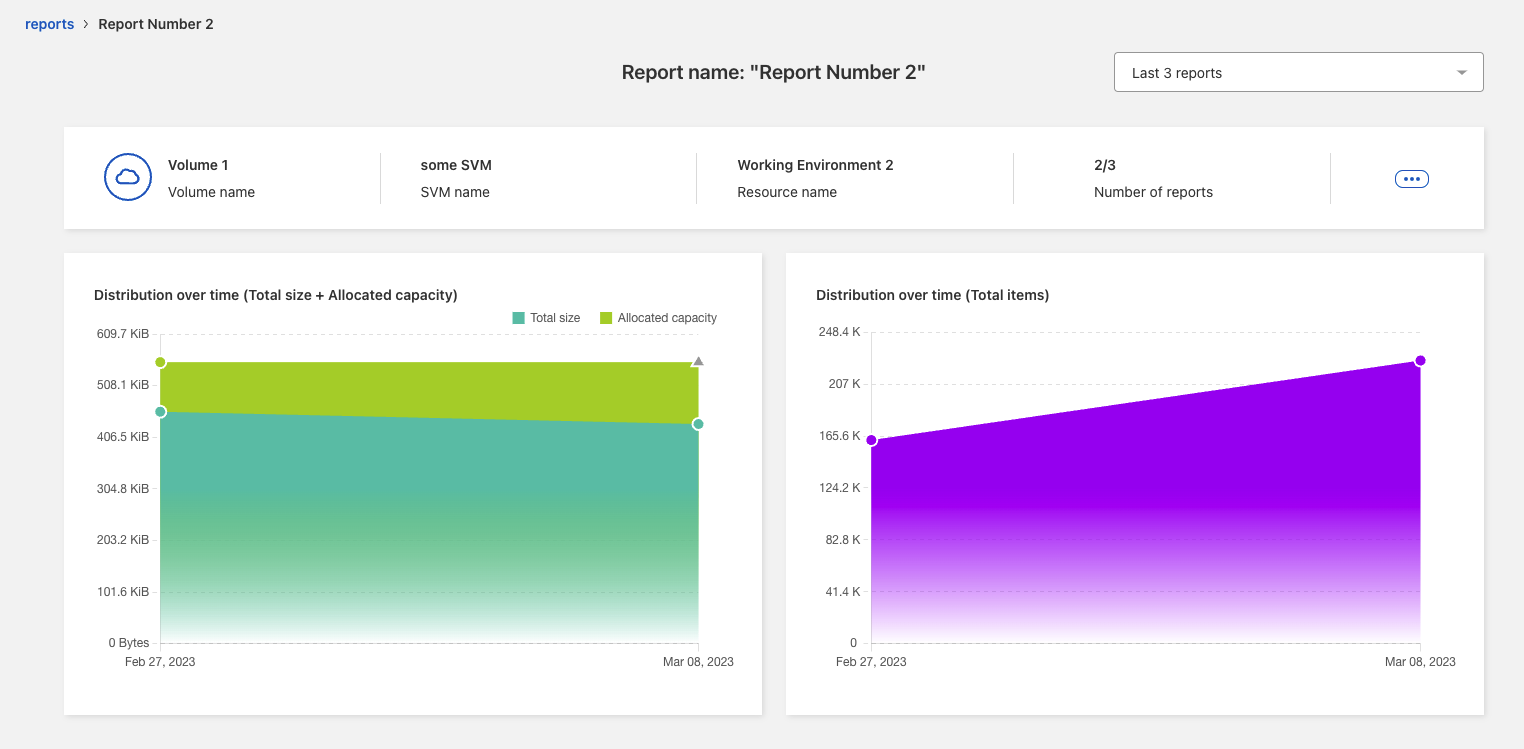 reports > Report Number 2
Report name: "Report Number 2"
Last 3 reports
Volume 1
Volume name
some SVM
SVM name
Working Environment 2
Resource name
2/3
Number of reports
Distribution over time (Total size + Allocated capacity)
Total size
Allocated capacity
609.7 KiB
508.1 KiB
406.5 KiB
304.8 KiB
203.2 KiB
101.6 KiB
0 Bytes
Feb 27, 2023
Mar 08, 2023
Distribution over time (Total items)
248.4 K
207 K
165.6 K
124.2 K
82.8 K
41.4 K
0
Feb 27, 2023
Mar 08, 2023